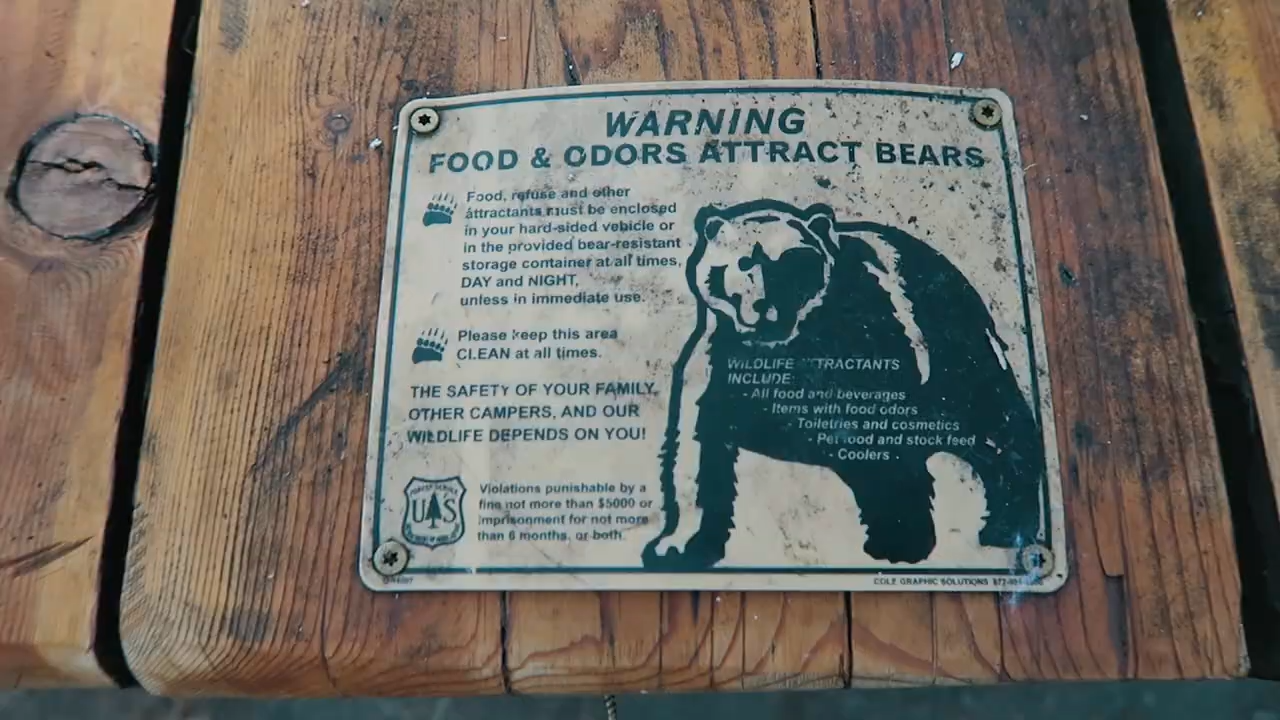 WARNING
FOOD & ODORS ATTRACT BEARS
Food, refuse and other
attractants must be enclosed
in your hard-sided vehicle or
in the provided bear-resistant
storage container at all times,
DAY and NIGHT,
unless in immediate use.
Please keep this area
CLEAN at all times.
THE SAFETY OF YOUR FAMILY,
OTHER CAMPERS, AND OUR
WILDLIFE DEPENDS ON YOU!
WILDLIFE ATTRACTANTS
INCLUDE:
- All food and beverages
- Items with food odors
- Toiletries and cosmetics
- Pet food and stock feed
- Coolers
FOREST SERVICE
U S
Violations punishable by a
fine not more than $5000 or
imprisonment for not more
than 6 months, or both.
COLE GRAPHIC SOLUTIONS